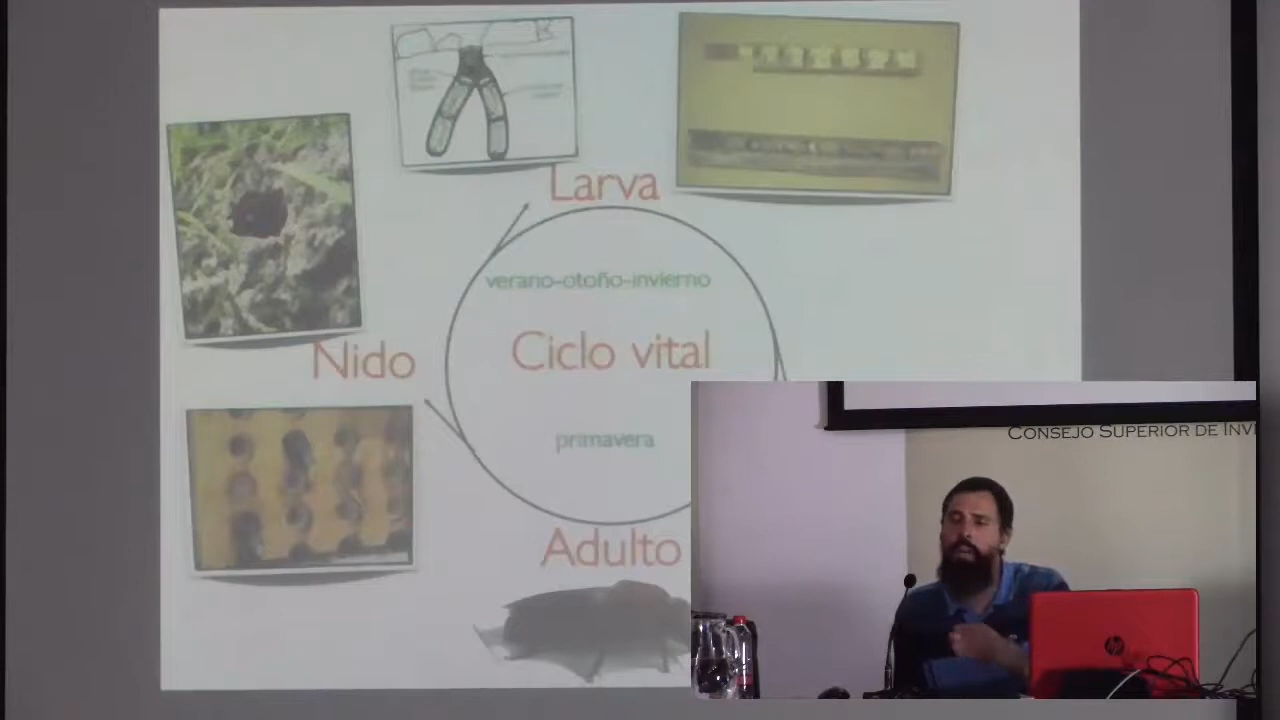 Larva
verano-otoño-invierno
Ciclo vital
Nido
primavera
Adulto
CONSEJO SUPERIOR DE INV
hp